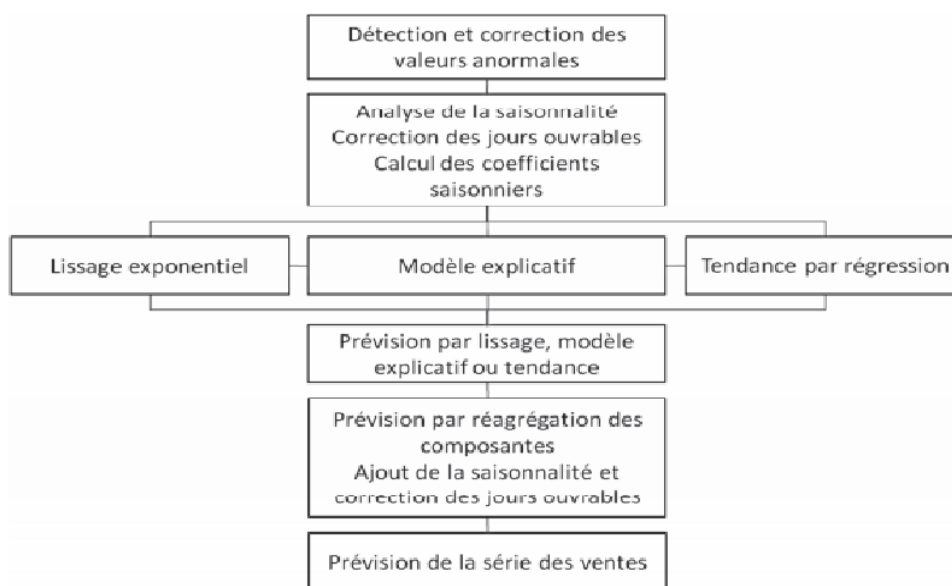 Détection et correction des
valeurs anormales
Analyse de la saisonnalité
Correction des jours ouvrables
Calcul des coefficients
saisonniers
Lissage exponentiel
Modèle explicatif
Tendance par régression
Prévision par lissage, modèle
explicatif ou tendance
Prévision par réagrégation des
composantes
Ajout de la saisonnalité et
correction des jours ouvrables
Prévision de la série des ventes